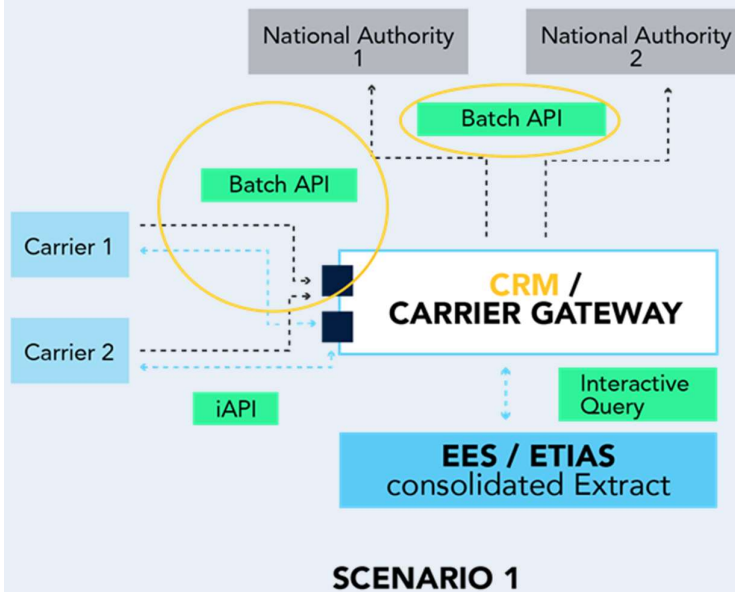 National Authority
1
National Authority
2
Batch API
Batch API
Carrier 1
CRM /
CARRIER GATEWAY
Carrier 2
Interactive
Query
iAPI
EES / ETIAS
consolidated Extract
SCENARIO 1